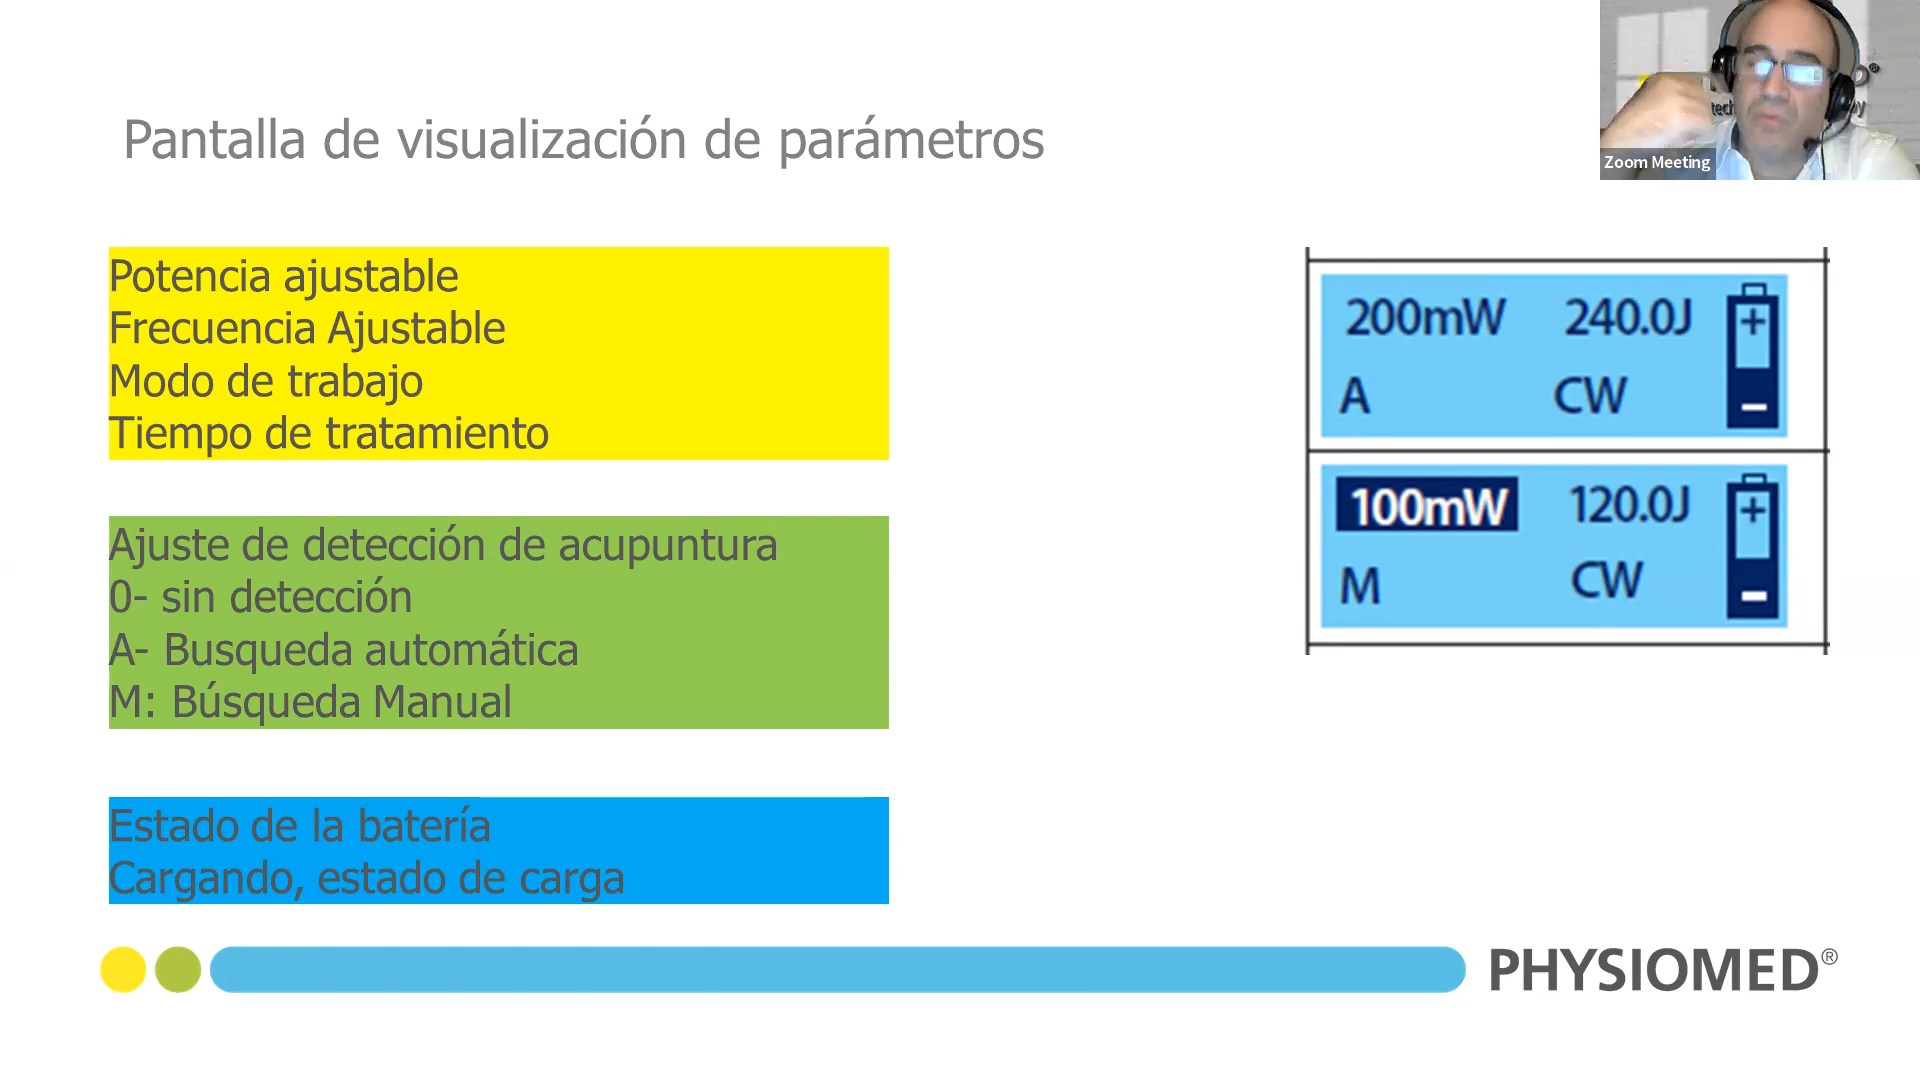 Pantalla de visualización de parámetros
Potencia ajustable
Frecuencia Ajustable
Modo de trabajo
Tiempo de tratamiento
Ajuste de detección de acupuntura
0- sin detección
A- Busqueda automática
M: Búsqueda Manual
Estado de la batería
Cargando, estado de carga
200mW 240.0J
A CW
100mW 120.0J
M CW
Zoom Meeting
PHYSIOMED®